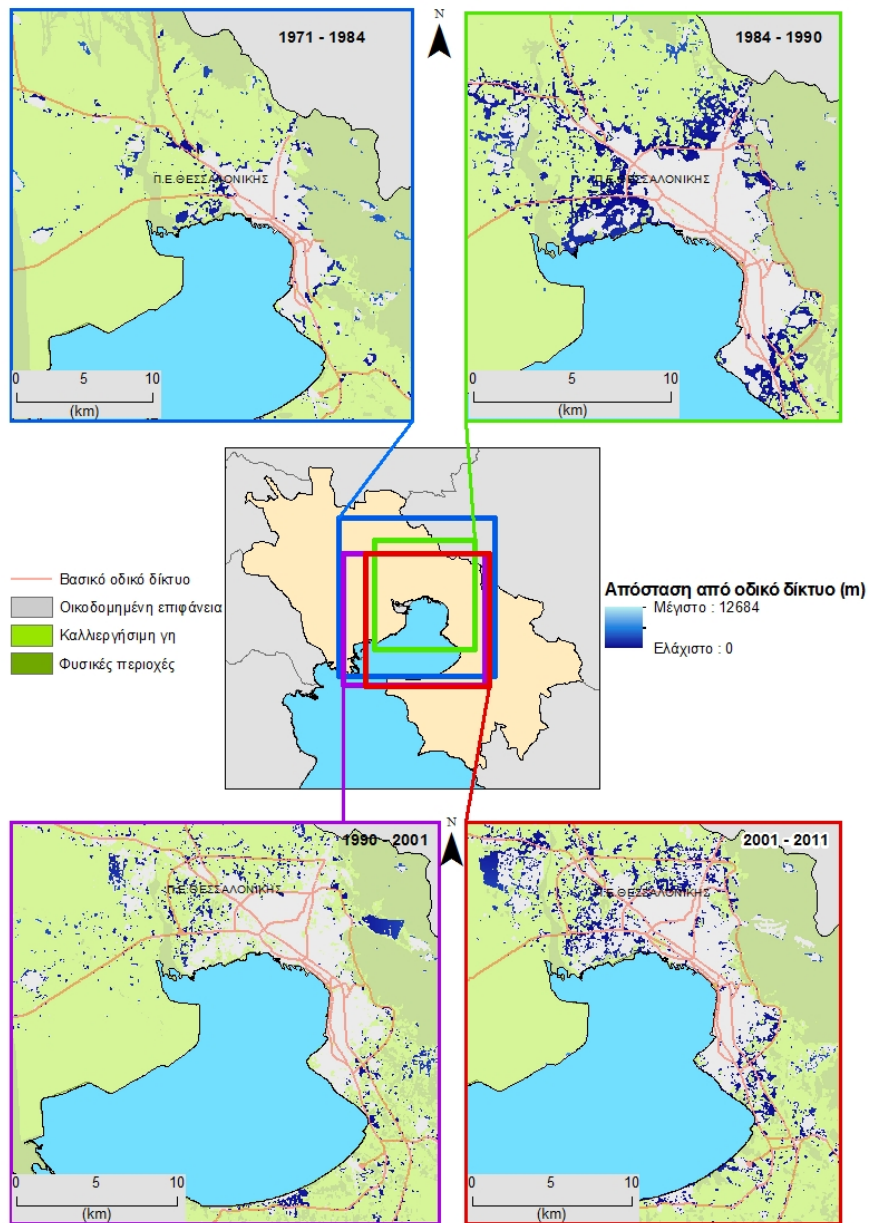 1971 - 1984
N
1984 - 1990
Π.Ε.ΘΕΣΣΑΛΟΝΙΚΗΣ
Π.Ε.ΘΕΣΣΑΛΟΝΙΚΗΣ
0 5 10
(km)
0 5 10
(km)
Βασικό οδικό δίκτυο
Οικοδομημένη επιφάνεια
Καλλιεργήσιμη γη
Φυσικές περιοχές
Απόσταση από οδικό δίκτυο (m)
Μέγιστο : 12684
Ελάχιστο : 0
1990 - 2001
N
2001 - 2011
Π.Ε.ΘΕΣΣΑΛΟΝΙΚΗΣ
Π.Ε.ΘΕΣΣΑΛΟΝΙΚΗΣ
0 5 10
(km)
0 5 10
(km)